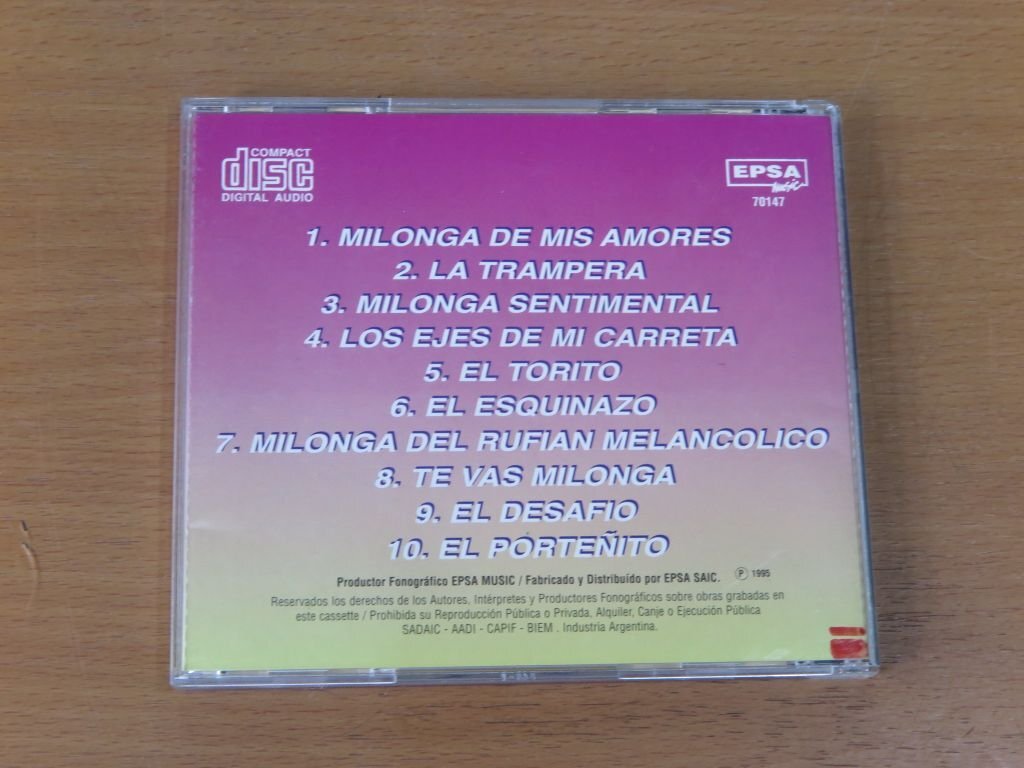 COMPACT
disc
DIGITAL AUDIO
EPSA
Music
70147
1. MILONGA DE MIS AMORES
2. LA TRAMPERA
3. MILONGA SENTIMENTAL
4. LOS EJES DE MI CARRETA
5. EL TORITO
6. EL ESQUINAZO
7. MILONGA DEL RUFIAN MELANCOLICO
8. TE VAS MILONGA
9. EL DESAFIO
10. EL PORTEÑITO
Productor Fonográfico EPSA MUSIC / Fabricado y Distribuído por EPSA SAIC. ℗ 1995
Reservados los derechos de los Autores, Intérpretes y Productores Fonográficos sobre obras grabadas en
este cassette / Prohibida su Reproducción Pública o Privada, Alquiler, Canje o Ejecución Pública
SADAIC - AADI - CAPIF - BIEM . Industria Argentina.